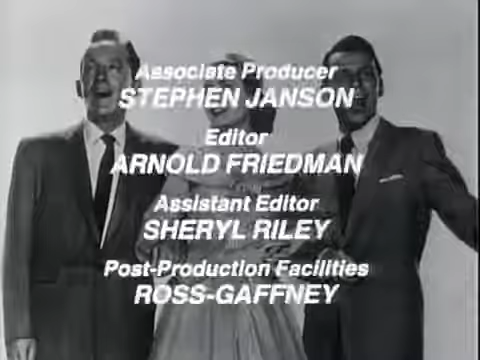 Associate Producer
STEPHEN JANSON
Editor
ARNOLD FRIEDMAN
Assistant Editor
SHERYL RILEY
Post-Production Facilities
ROSS-GAFFNEY